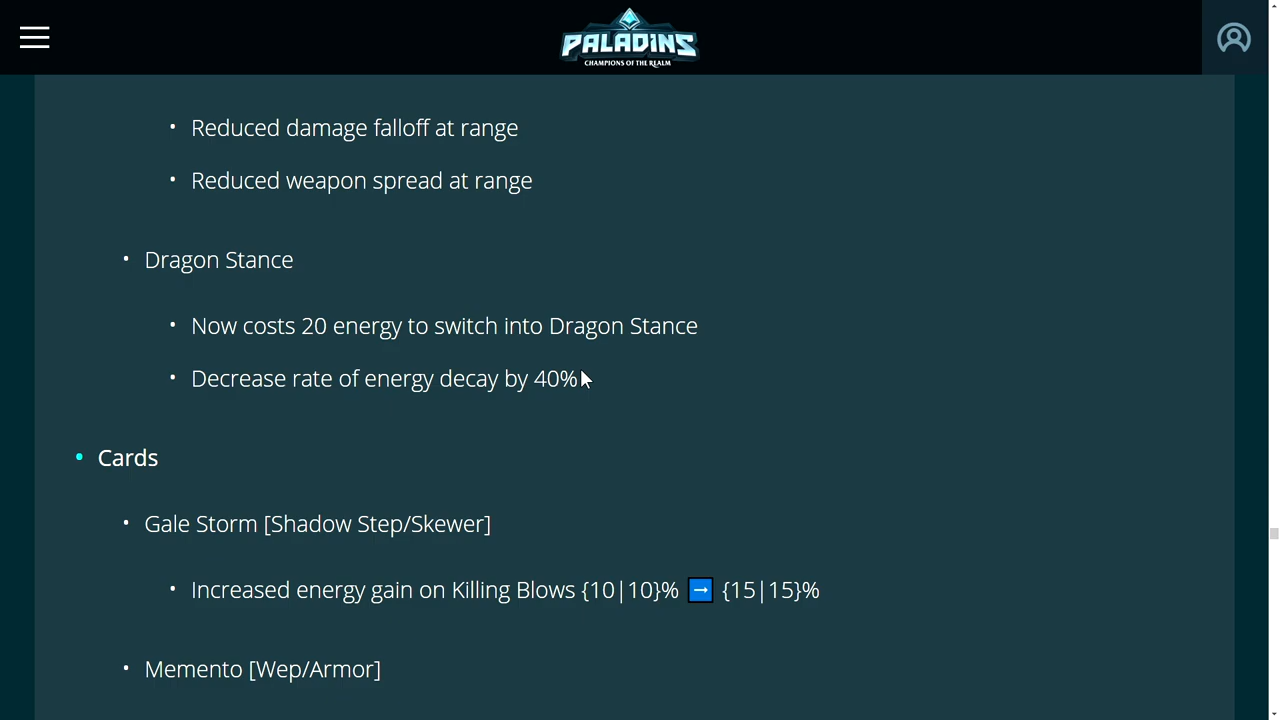 PALADINS
CHAMPIONS OF THE REALM
• Reduced damage falloff at range
• Reduced weapon spread at range
• Dragon Stance
• Now costs 20 energy to switch into Dragon Stance
• Decrease rate of energy decay by 40%
• Cards
• Gale Storm [Shadow Step/Skewer]
• Increased energy gain on Killing Blows {10|10}% ➡ {15|15}%
• Memento [Wep/Armor]